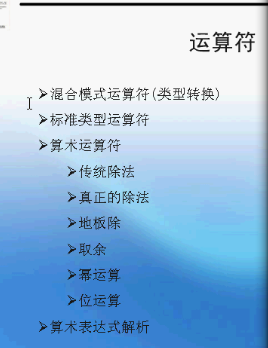 运算符
➢混合模式运算符(类型转换)
➢标准类型运算符
➢算术运算符
➢传统除法
➢真正的除法
➢地板除
➢取余
➢幂运算
➢位运算
➢算术表达式解析